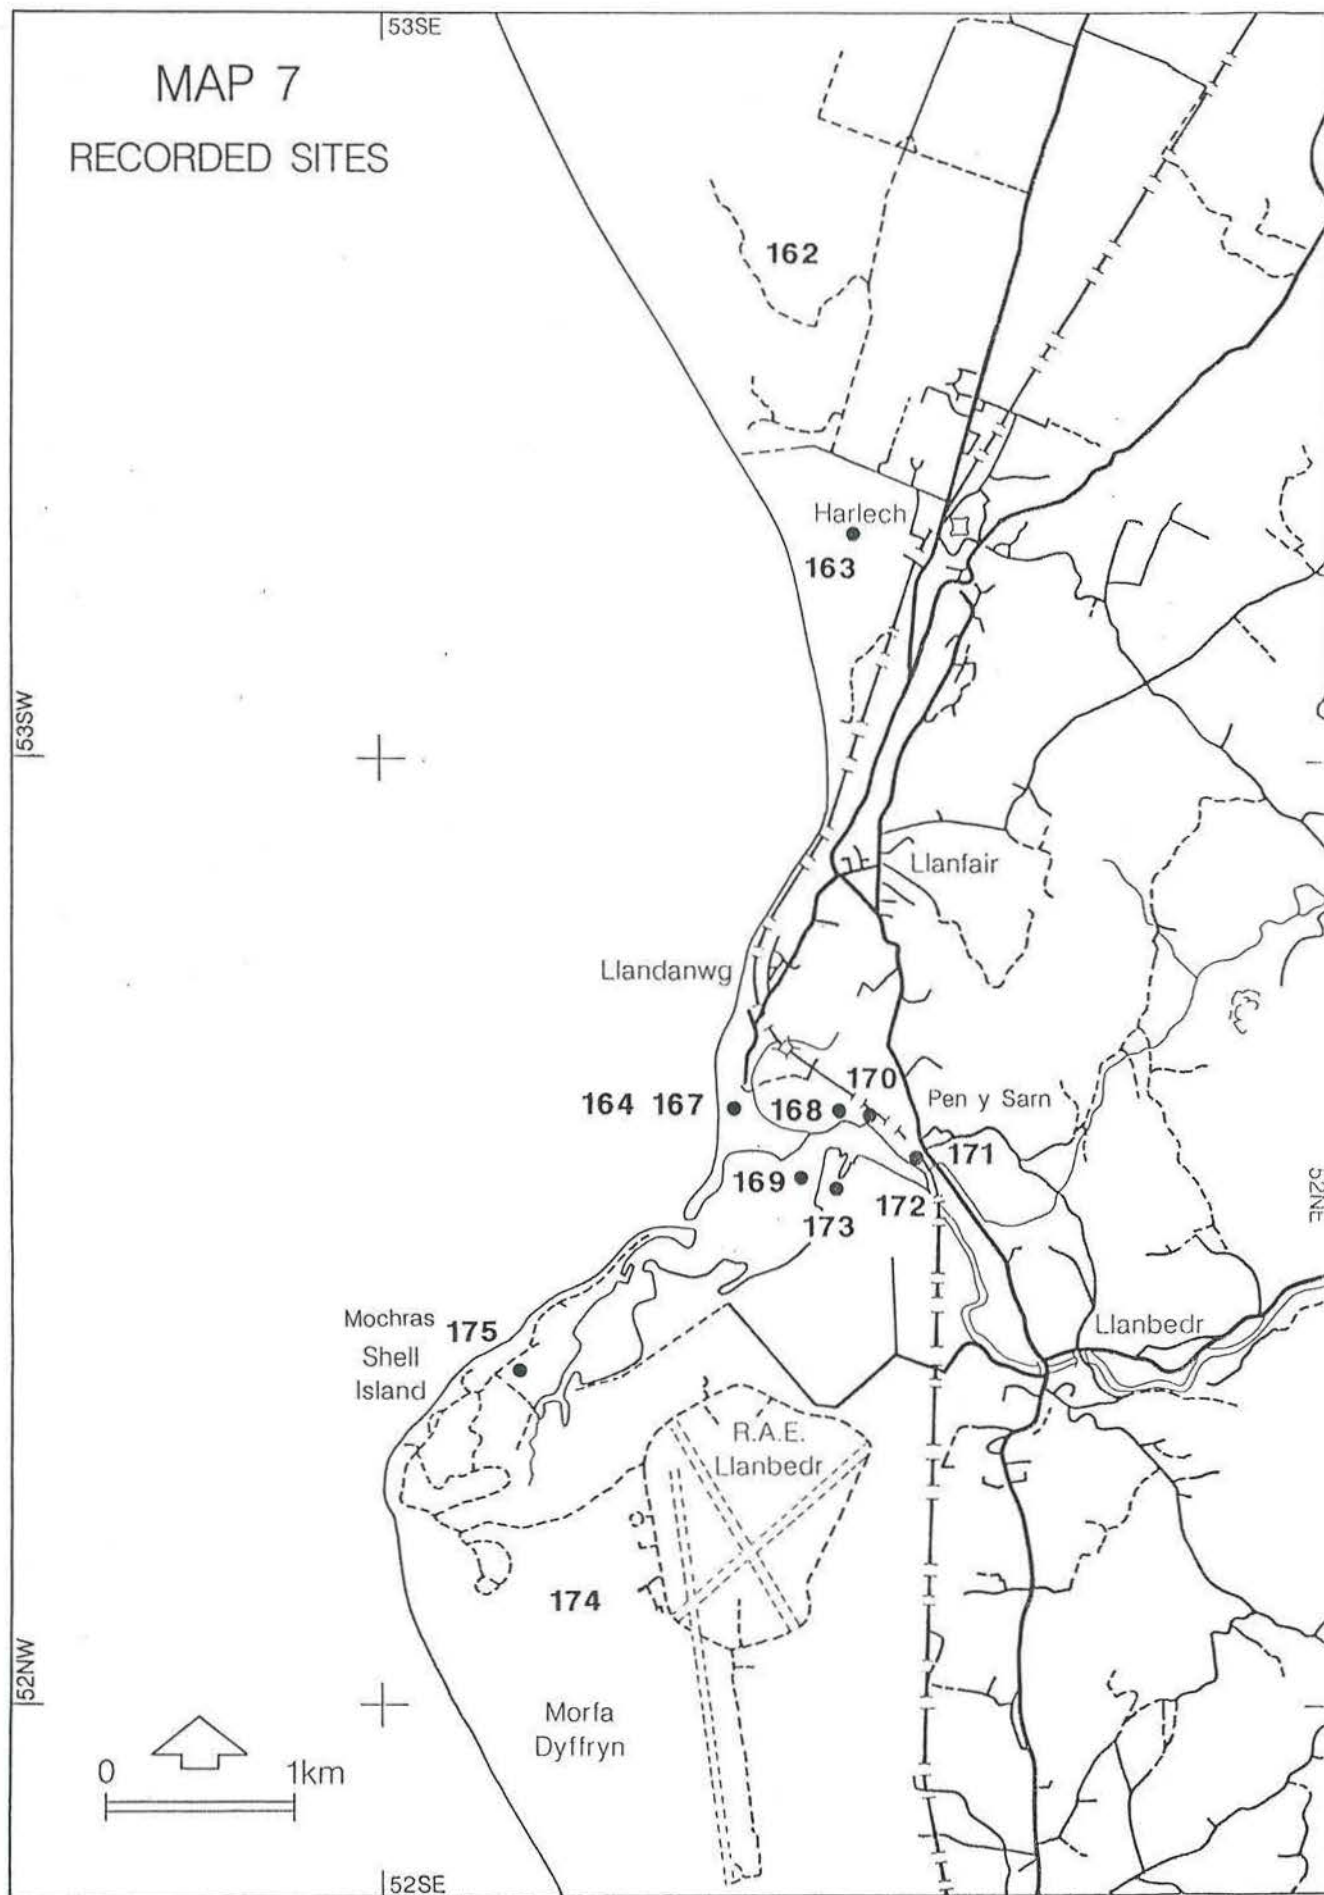 53SE
MAP 7
RECORDED SITES
162
Harlech
163
53SW
Llanfair
Llandanwg
170
164 167
168
Pen y Sarn
171
169
172
173
52NE
Mochras
175
Shell
Island
Llanbedr
R.A.E.
Llanbedr
174
52NW
Morfa
Dyffryn
0 1km
52SE